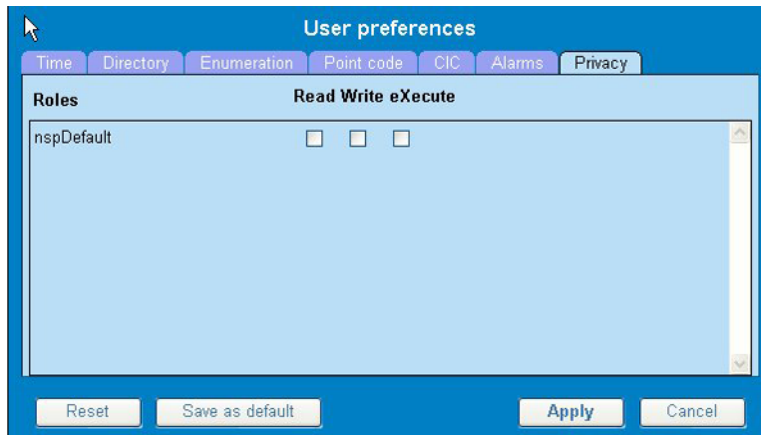 User preferences
Time Directory Enumeration Point code CIC Alarms Privacy
Roles Read Write eXecute
nspDefault
Reset Save as default Apply Cancel